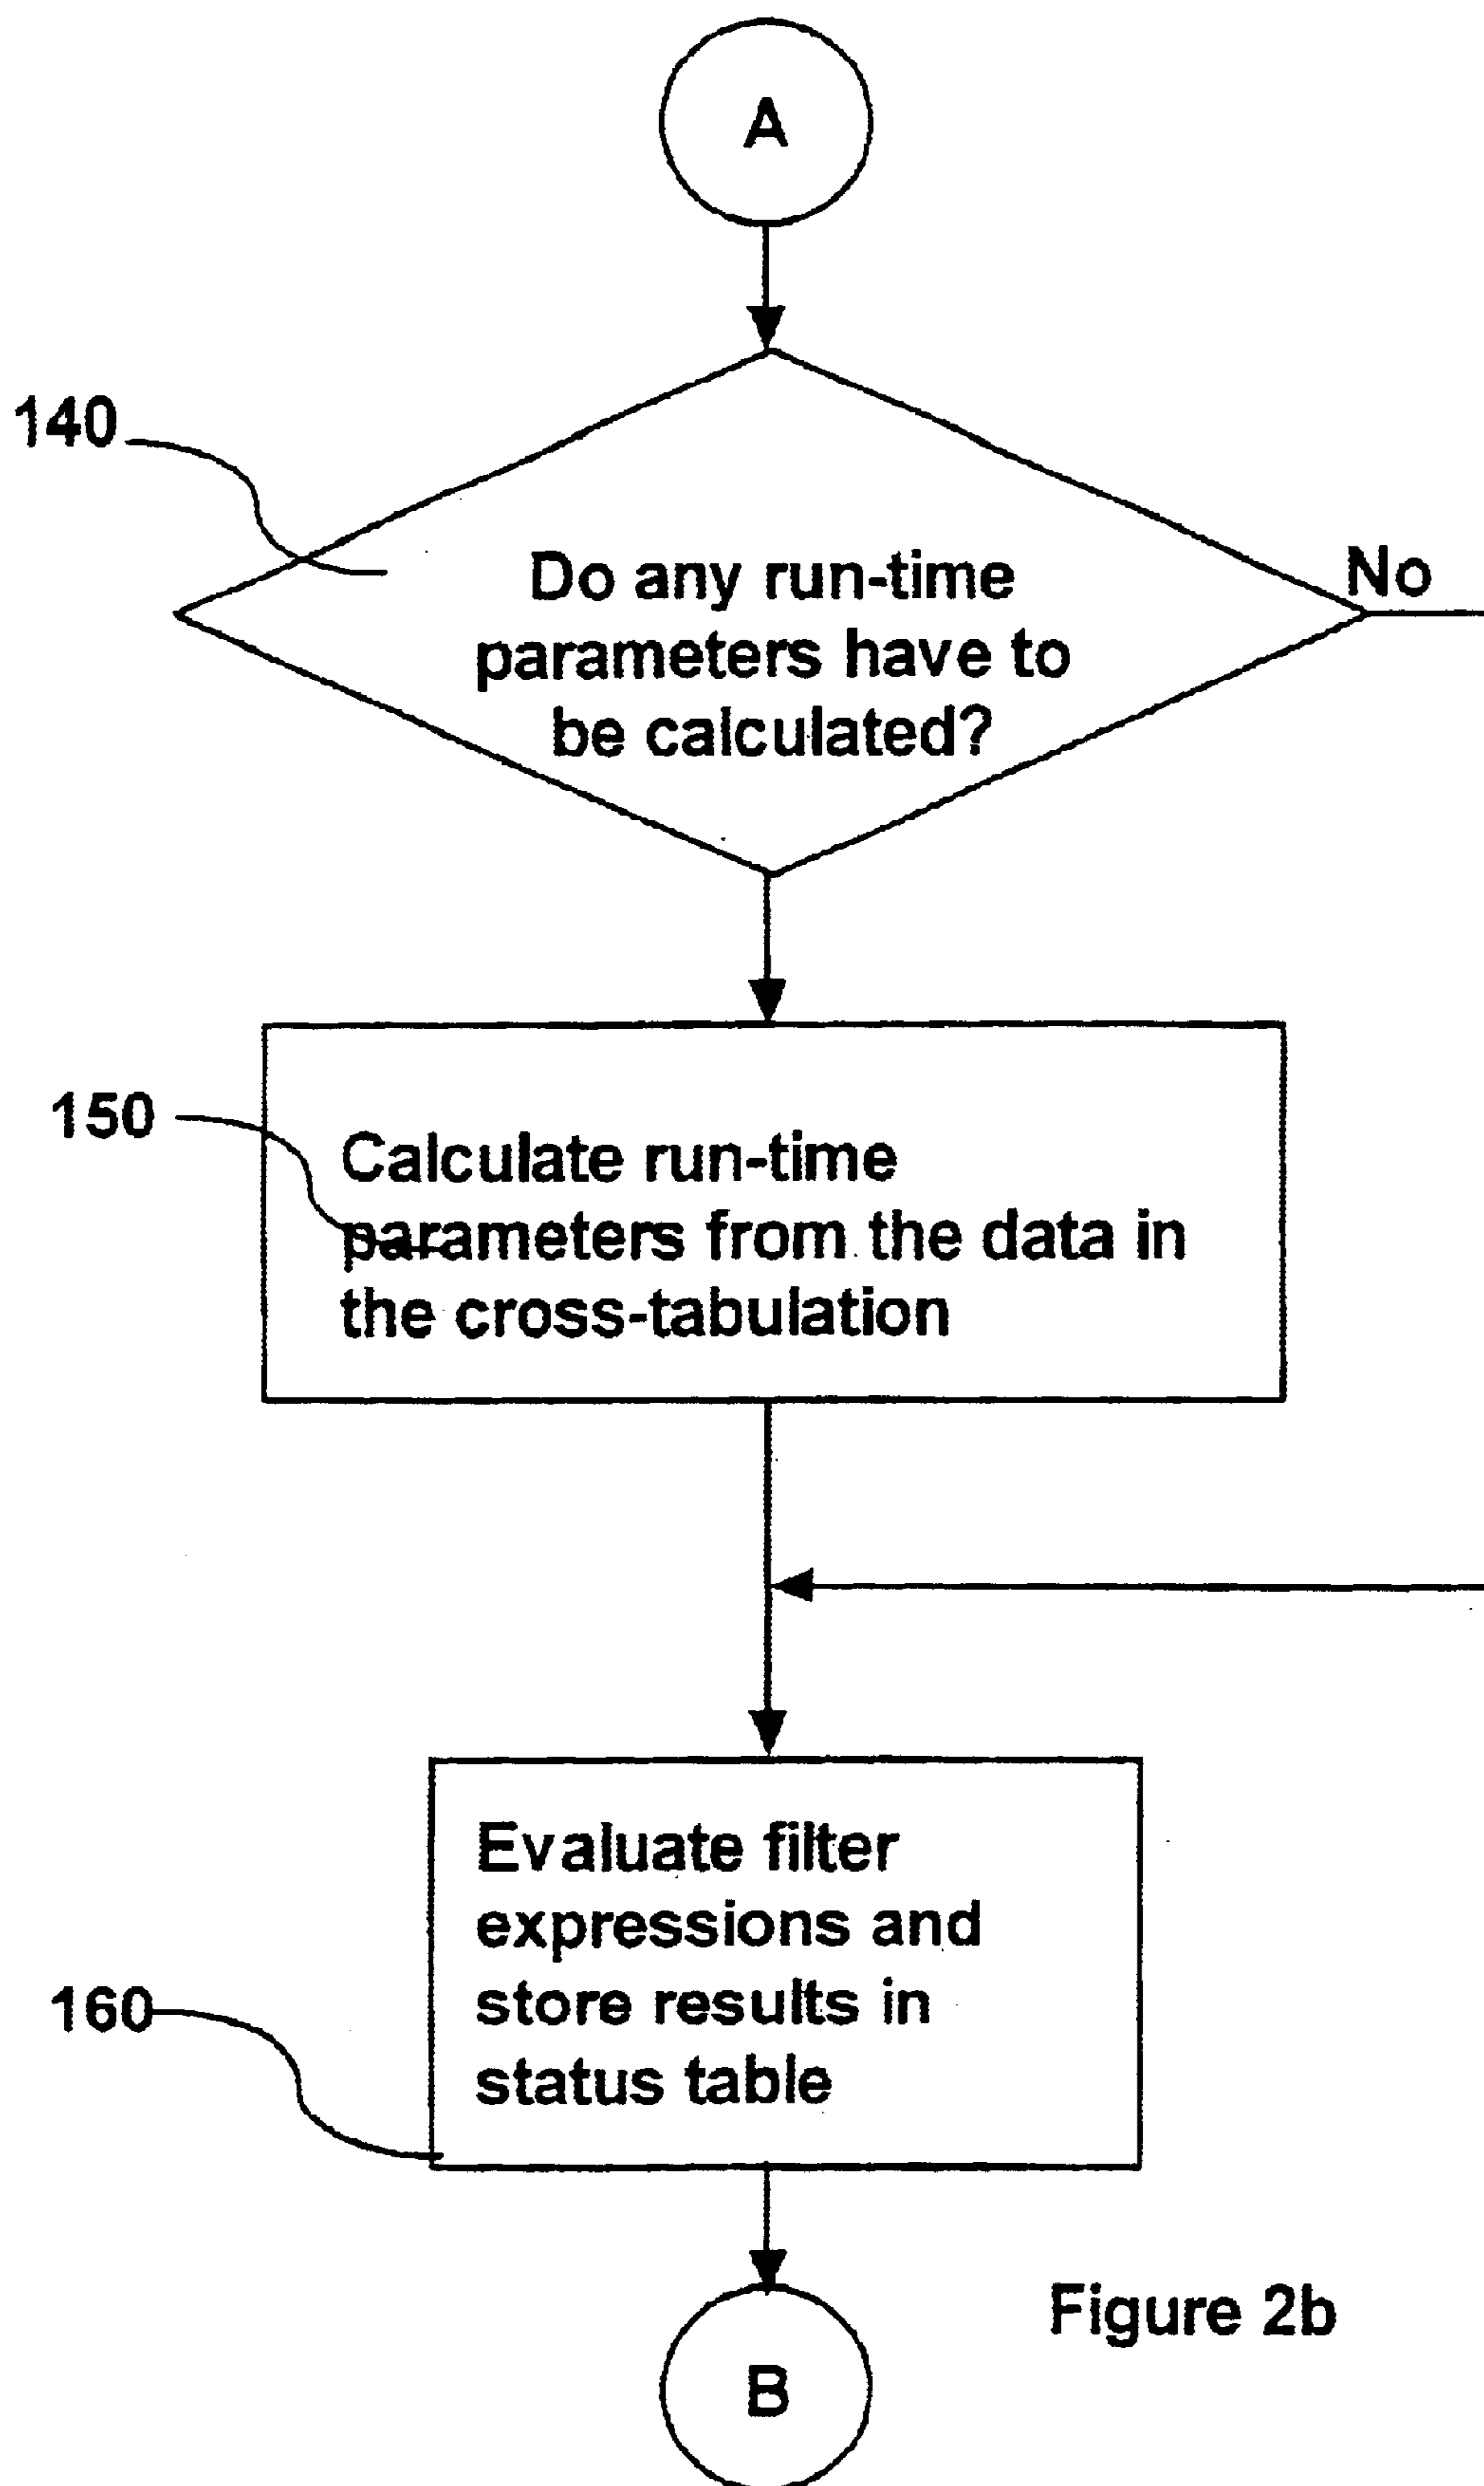 A
140
Do any run-time
parameters have to
be calculated?
No
150
Calculate run-time
parameters from the data in
the cross-tabulation
Evaluate filter
expressions and
store results in
status table
160
Figure 2b
B